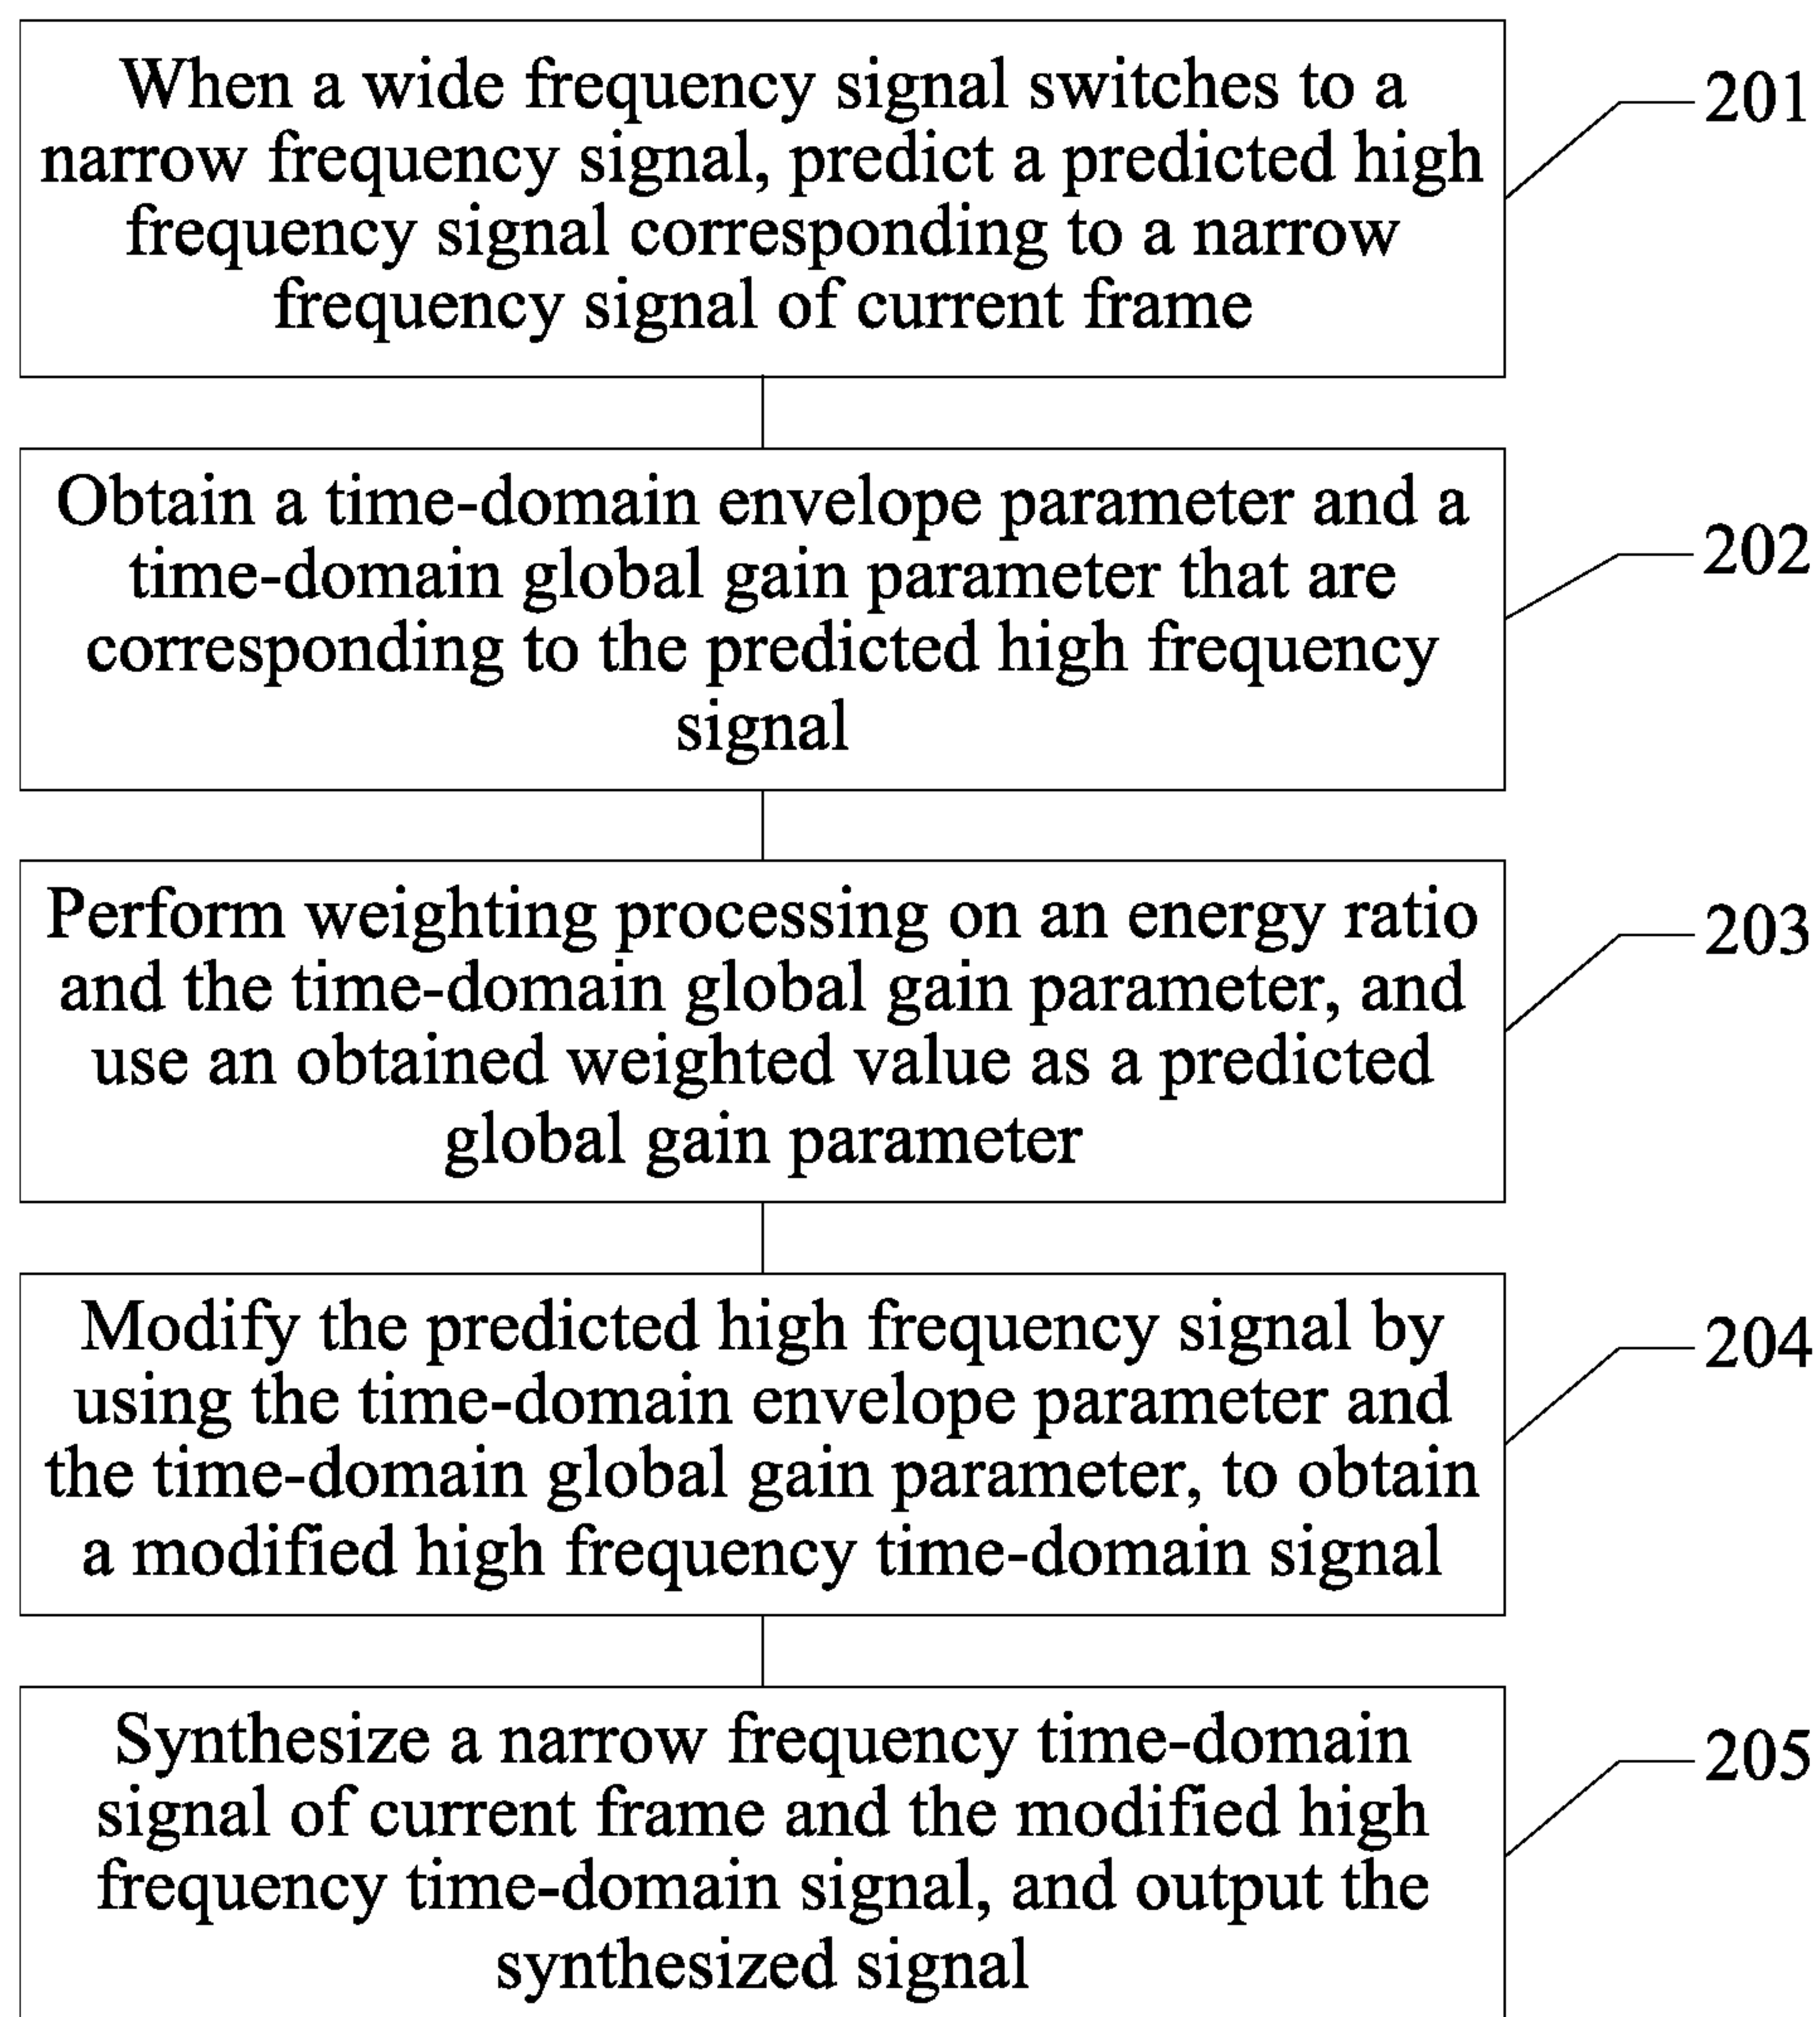 When a wide frequency signal switches to a
narrow frequency signal, predict a predicted high
frequency signal corresponding to a narrow
frequency signal of current frame
201
Obtain a time-domain envelope parameter and a
time-domain global gain parameter that are
corresponding to the predicted high frequency
signal
202
Perform weighting processing on an energy ratio
and the time-domain global gain parameter, and
use an obtained weighted value as a predicted
global gain parameter
203
Modify the predicted high frequency signal by
using the time-domain envelope parameter and
the time-domain global gain parameter, to obtain
a modified high frequency time-domain signal
204
Synthesize a narrow frequency time-domain
signal of current frame and the modified high
frequency time-domain signal, and output the
synthesized signal
205